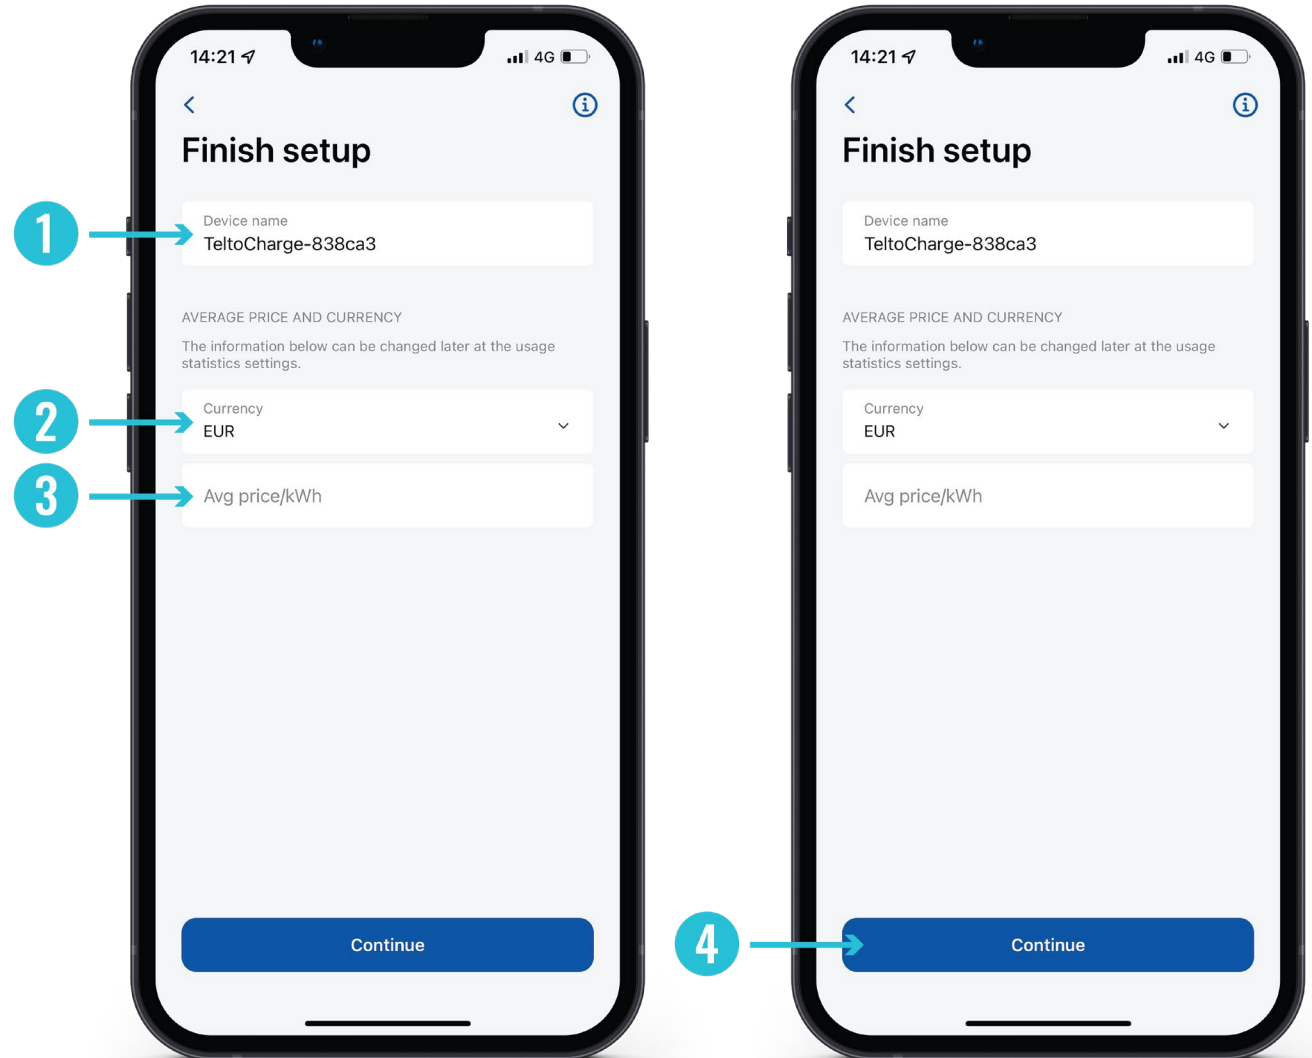 14:21
4G
Finish setup
1
Device name
TeltoCharge-838ca3
AVERAGE PRICE AND CURRENCY
The information below can be changed later at the usage
statistics settings.
2
Currency
EUR
3
Avg price/kWh
Continue
14:21
4G
Finish setup
Device name
TeltoCharge-838ca3
AVERAGE PRICE AND CURRENCY
The information below can be changed later at the usage
statistics settings.
Currency
EUR
Avg price/kWh
4
Continue